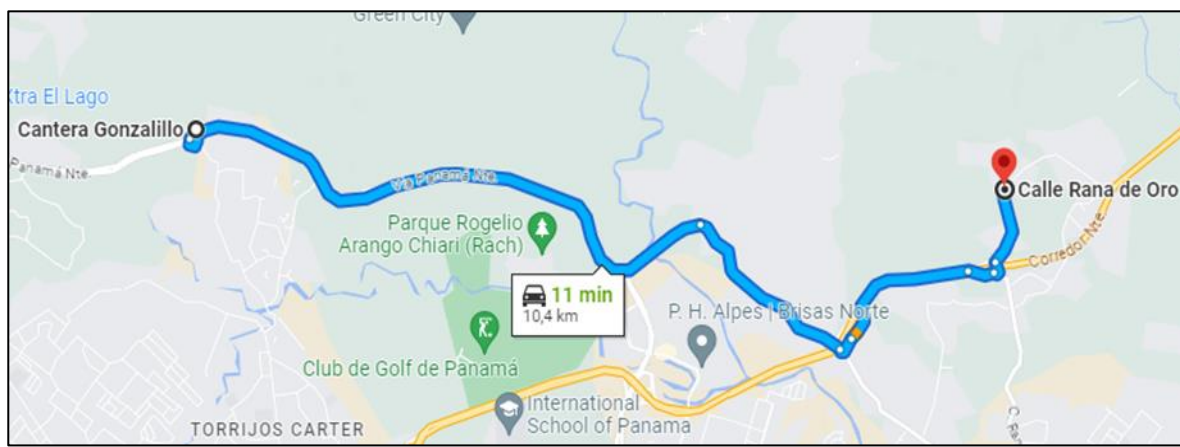 Green City
Xtra El Lago
Cantera Gonzalillo
Panamá Nte.
Vía Panamá Nte.
Calle Rana de Oro
Parque Rogelio
Arango Chiari (Rach)
Corredor Nte.
11 min
10,4 km
P. H. Alpes | Brisas Norte
Club de Golf de Panamá
International
School of Panama
TORRIJOS CARTER